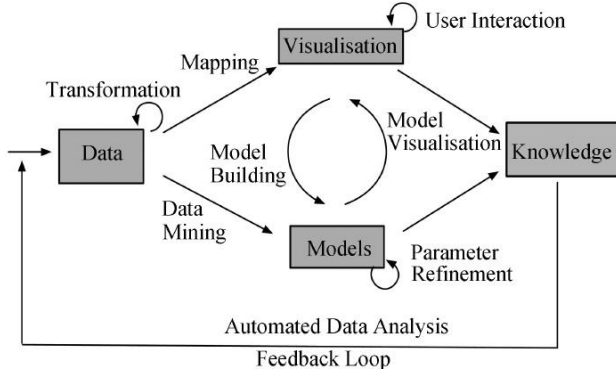 User Interaction
Visualisation
Mapping
Transformation
Data
Model
Building
Model
Visualisation
Knowledge
Data
Mining
Models
Parameter
Refinement
Automated Data Analysis
Feedback Loop